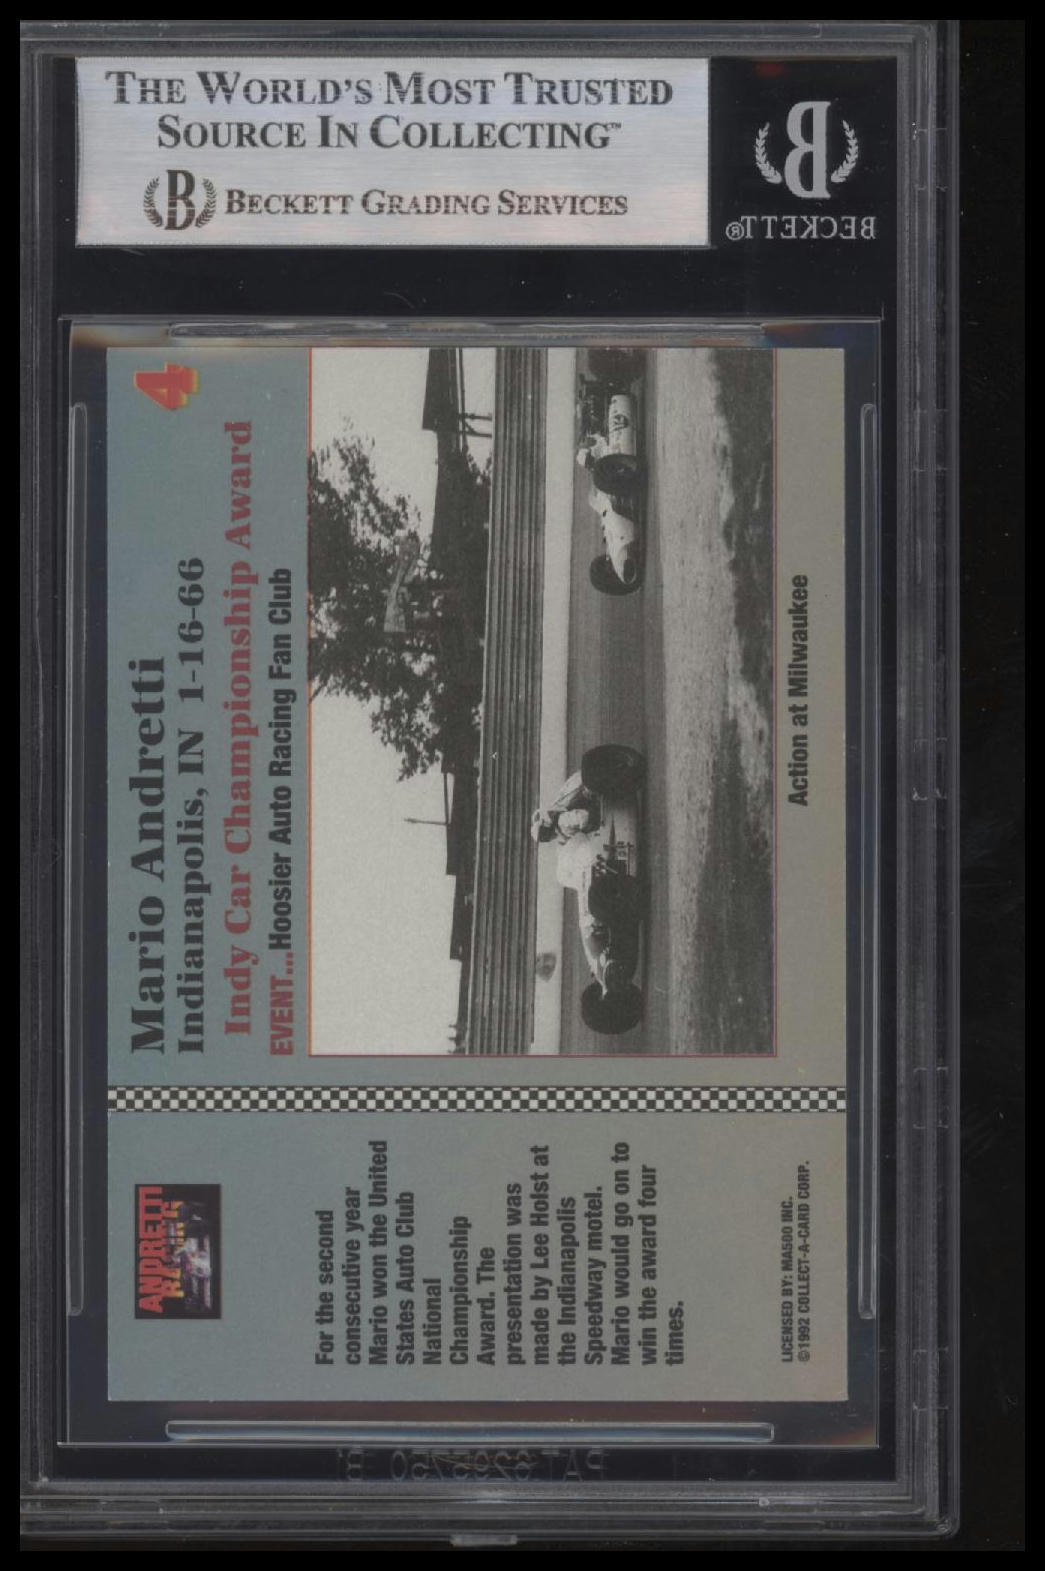 THE WORLD'S MOST TRUSTED
SOURCE IN COLLECTING™
B BECKETT GRADING SERVICES
B
BECKETT®
4
Mario Andretti
Indianapolis, IN 1-16-66
Indy Car Championship Award
EVENT...Hoosier Auto Racing Fan Club
Action at Milwaukee
ANDRETTI
RACING
For the second
consecutive year
Mario won the United
States Auto Club
National
Championship
Award. The
presentation was
made by Lee Holst at
the Indianapolis
Speedway motel.
Mario would go on to
win the award four
times.
LICENSED BY: MA500 INC.
©1992 COLLECT-A-CARD CORP.